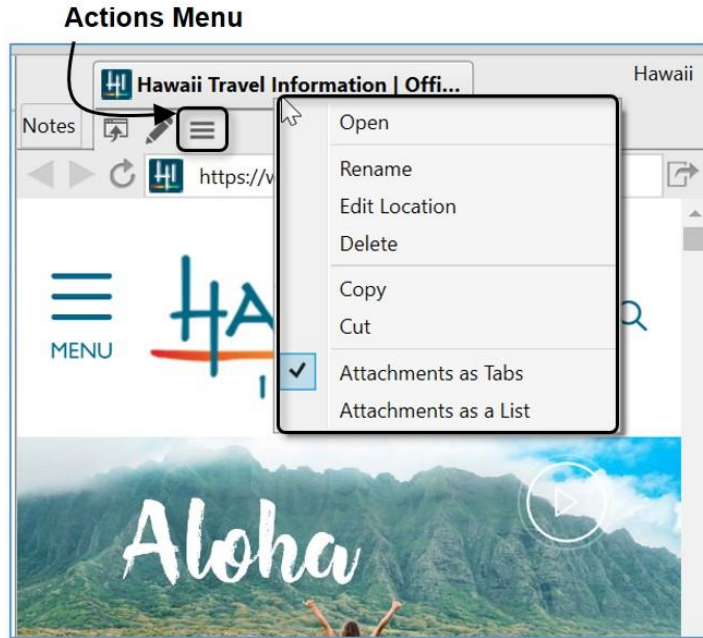 Actions Menu
Hawaii Travel Information | Offi...
Hawaii
Notes
https://
Open
Rename
Edit Location
Delete
Copy
Cut
Attachments as Tabs
Attachments as a List
MENU
HA
Aloha